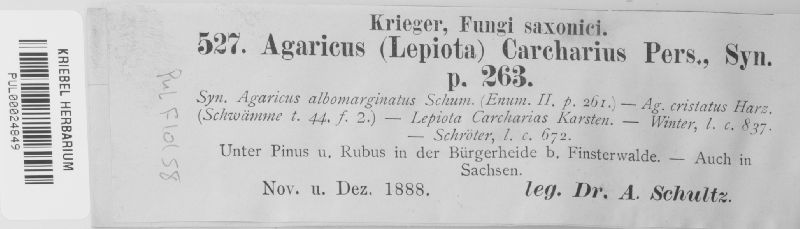 KRIEBEL HERBARIUM
PUL00024849
Pul F10158
Krieger, Fungi saxonici.
527. Agaricus (Lepiota) Carcharius Pers., Syn.
p. 263.
Syn. Agaricus albomarginatus Schum. (Enum. II. p. 261.) — Ag. cristatus Harz.
(Schwämme t. 44. f. 2.) — Lepiota Carcharias Karsten. — Winter, l. c. 837.
— Schröter, l. c. 672.
Unter Pinus u. Rubus in der Bürgerheide b. Finsterwalde. — Auch in
Sachsen.
Nov. u. Dez. 1888. leg. Dr. A. Schultz.